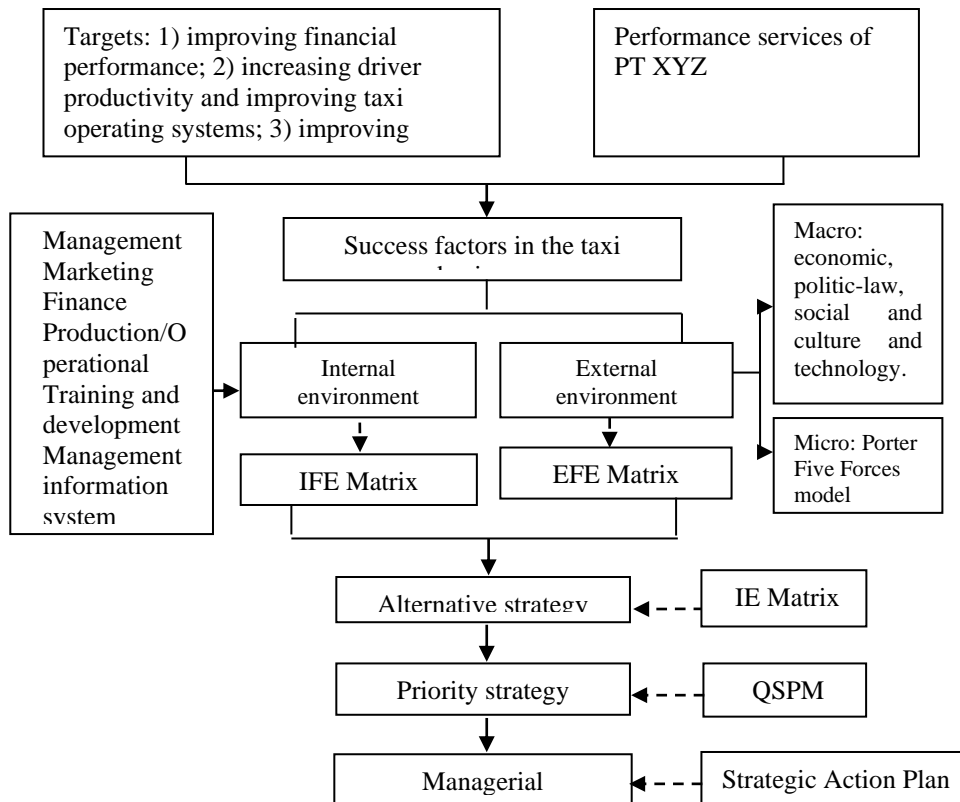 Targets: 1) improving financial
performance; 2) increasing driver
productivity and improving taxi
operating systems; 3) improving
Performance services of
PT XYZ
Success factors in the taxi
Management
Marketing
Finance
Production/O
perational
Training and
development
Management
information
system
Internal
environment
External
environment
Macro:
economic,
politic-law,
social and
culture and
technology.
Micro: Porter
Five Forces
model
IFE Matrix
EFE Matrix
Alternative strategy
IE Matrix
Priority strategy
QSPM
Managerial
Strategic Action Plan